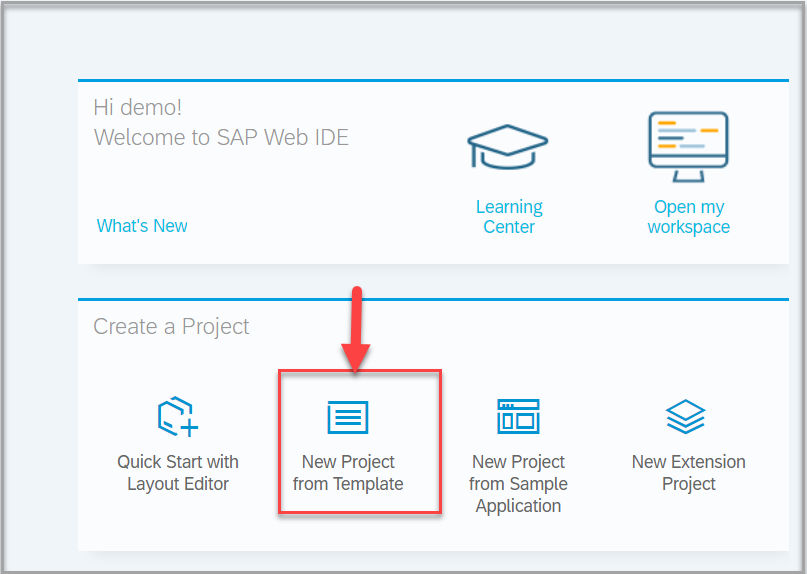 Hi demo!
Welcome to SAP Web IDE
What's New
Learning
Center
Open my
workspace
Create a Project
Quick Start with
Layout Editor
New Project
from Template
New Project
from Sample
Application
New Extension
Project